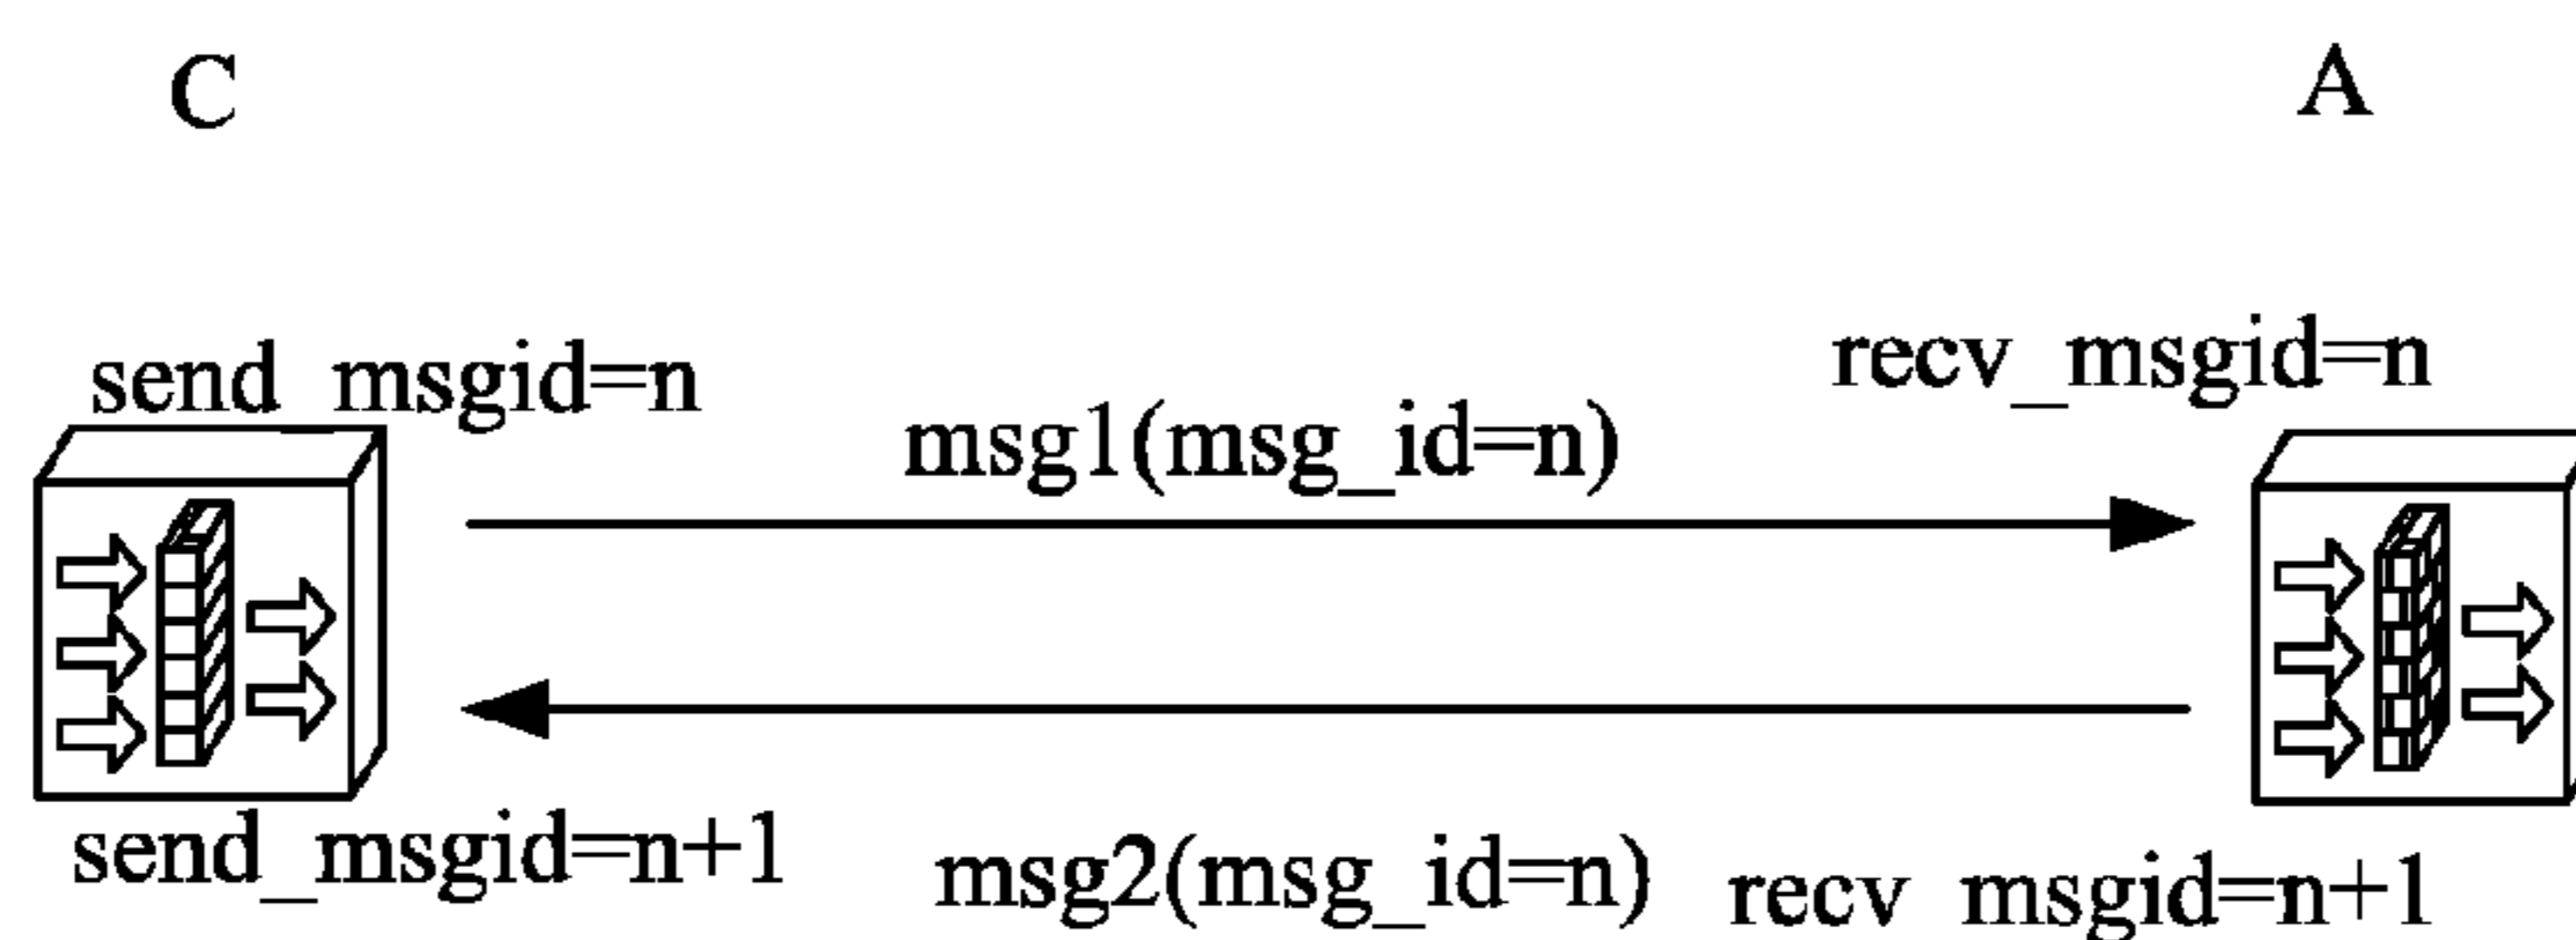 C
A
send_msgid=n
recv_msgid=n
msg1(msg_id=n)
send_msgid=n+1
msg2(msg_id=n)
recv_msgid=n+1